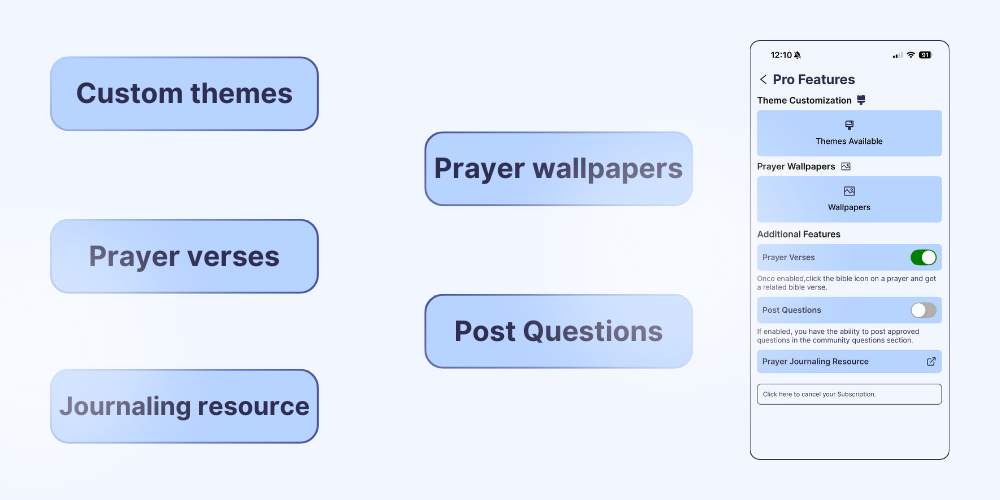 Custom themes
Prayer verses
Journaling resource
Prayer wallpapers
Post Questions
12:10
91
Pro Features
Theme Customization
Themes Available
Prayer Wallpapers
Wallpapers
Additional Features
Prayer Verses
Once enabled,click the bible icon on a prayer and get
a related bible verse.
Post Questions
If enabled, you have the ability to post approved
questions in the community questions section.
Prayer Journaling Resource
Click here to cancel your Subscription.